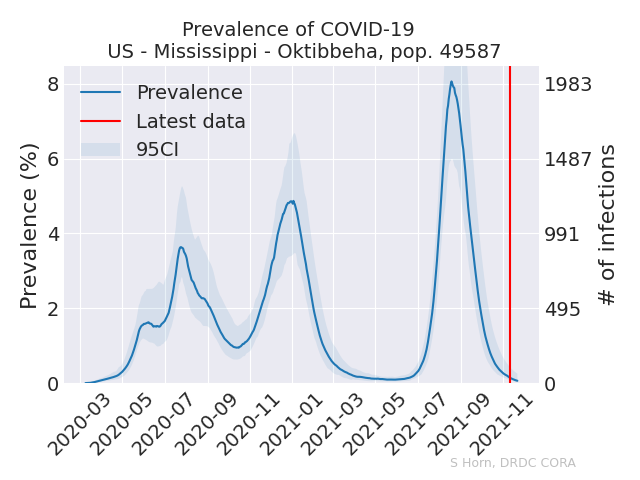 Prevalence of COVID-19
US - Mississippi - Oktibbeha, pop. 49587
Prevalence
Latest data
95CI
Prevalence (%)
8
6
4
2
0
1983
1487
991
495
0
# of infections
2020-03
2020-05
2020-07
2020-09
2020-11
2021-01
2021-03
2021-05
2021-07
2021-09
2021-11
S Horn, DRDC CORA